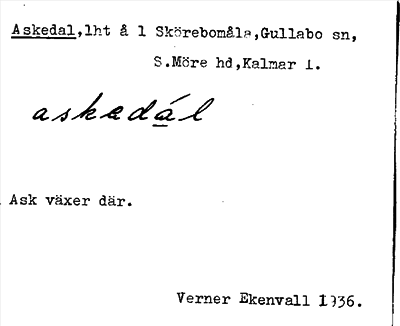 Askedal,lht å 1 Skörebomåla,Gullabo sn,
S.Möre hd,Kalmar l.
askedál
Ask växer där.
Verner Ekenvall 1936.